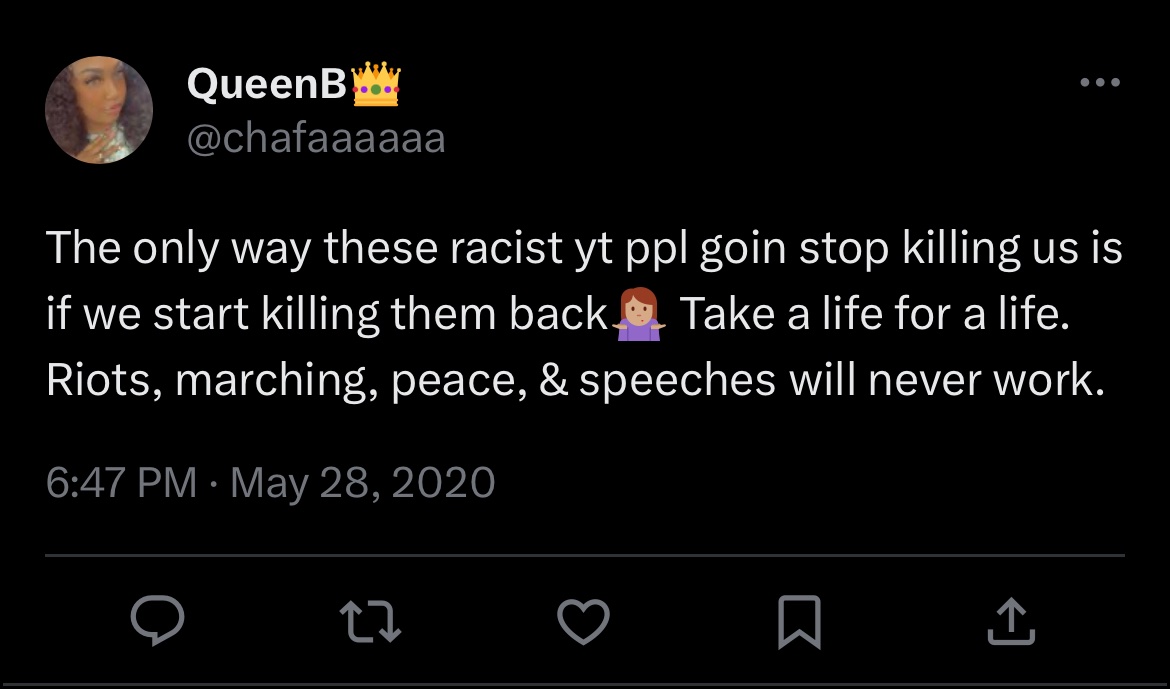 QueenB👑
@chafaaaaaa
The only way these racist yt ppl goin stop killing us is
if we start killing them back🤷🏽‍♀️ Take a life for a life.
Riots, marching, peace, & speeches will never work.
6:47 PM · May 28, 2020